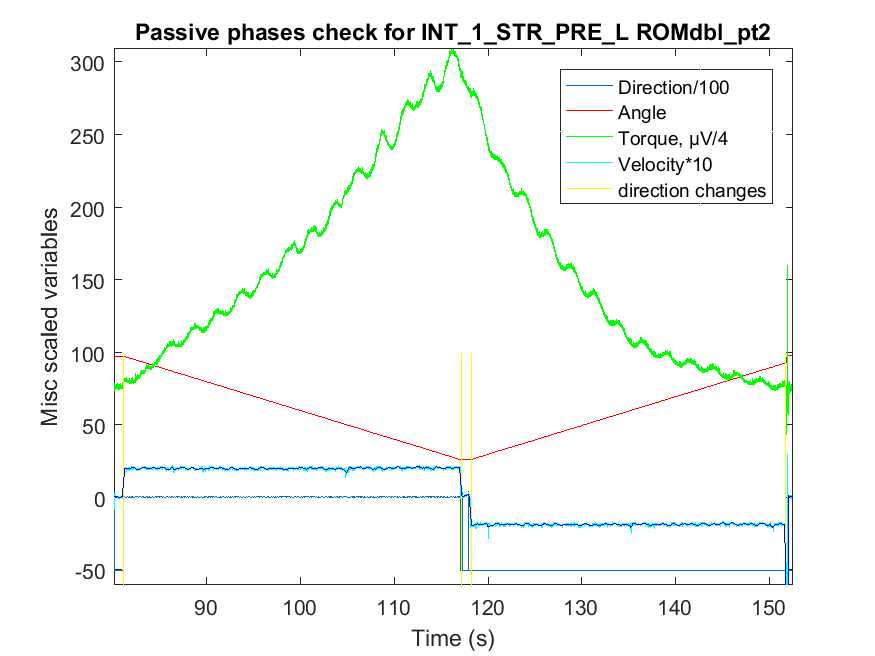 Passive phases check for INT_1_STR_PRE_L ROMdbl_pt2
300
250
200
150
100
50
0
-50
Misc scaled variables
Direction/100
Angle
Torque, µV/4
Velocity*10
direction changes
90 100 110 120 130 140 150
Time (s)